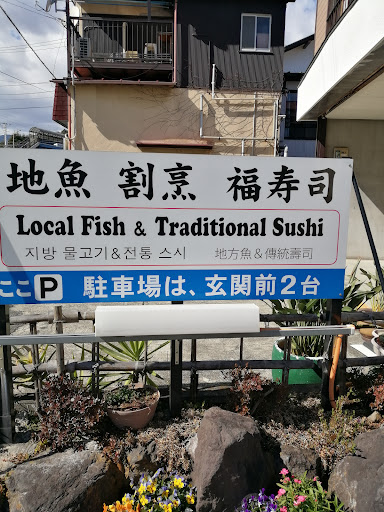 地魚 割烹 福寿司
Local Fish & Traditional Sushi
지방 물고기&전통 스시 地方魚&傳統壽司
ここ P 駐車場は、玄関前2台